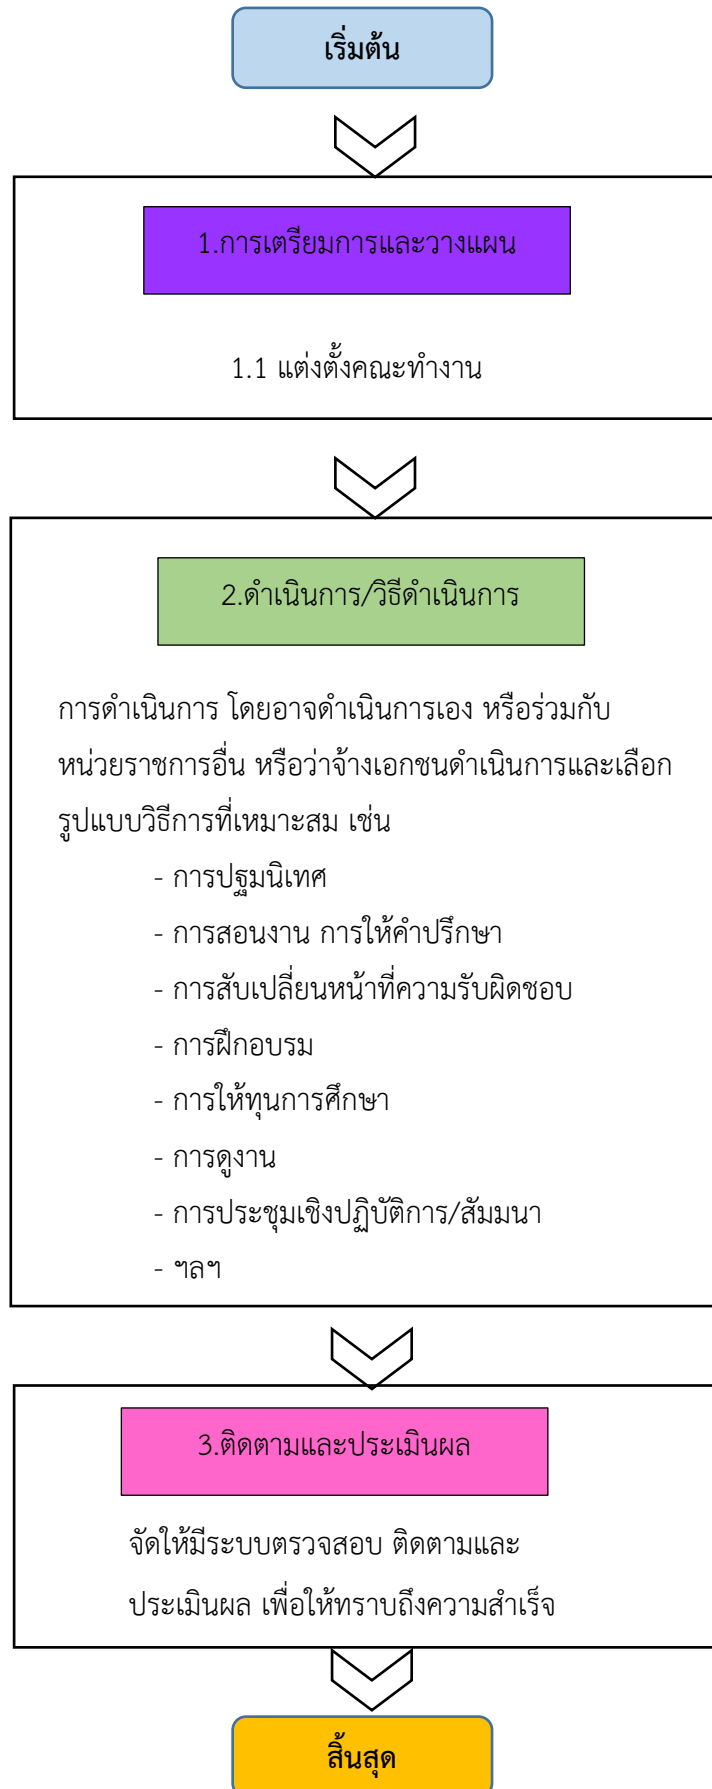 เริ่มต้น
1.การเตรียมการและวางแผน
1.1 แต่งตั้งคณะทำงาน
2.ดำเนินการ/วิธีดำเนินการ
การดำเนินการ โดยอาจดำเนินการเอง หรือร่วมกับ
หน่วยราชการอื่น หรือว่าจ้างเอกชนดำเนินการและเลือก
รูปแบบวิธีการที่เหมาะสม เช่น
- การปฐมนิเทศ
- การสอนงาน การให้คำปรึกษา
- การสับเปลี่ยนหน้าที่ความรับผิดชอบ
- การฝึกอบรม
- การให้ทุนการศึกษา
- การดูงาน
- การประชุมเชิงปฏิบัติการ/สัมมนา
- ฯลฯ
3.ติดตามและประเมินผล
จัดให้มีระบบตรวจสอบ ติดตามและ
ประเมินผล เพื่อให้ทราบถึงความสำเร็จ
สิ้นสุด